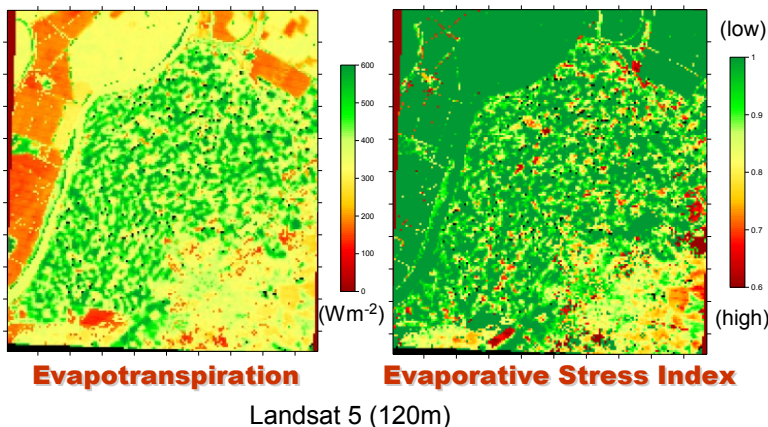 (low)
600
500
400
300
200
100
0
(Wm-2)
1
0.9
0.8
0.7
0.6
(high)
Evapotranspiration
Evaporative Stress Index
Landsat 5 (120m)